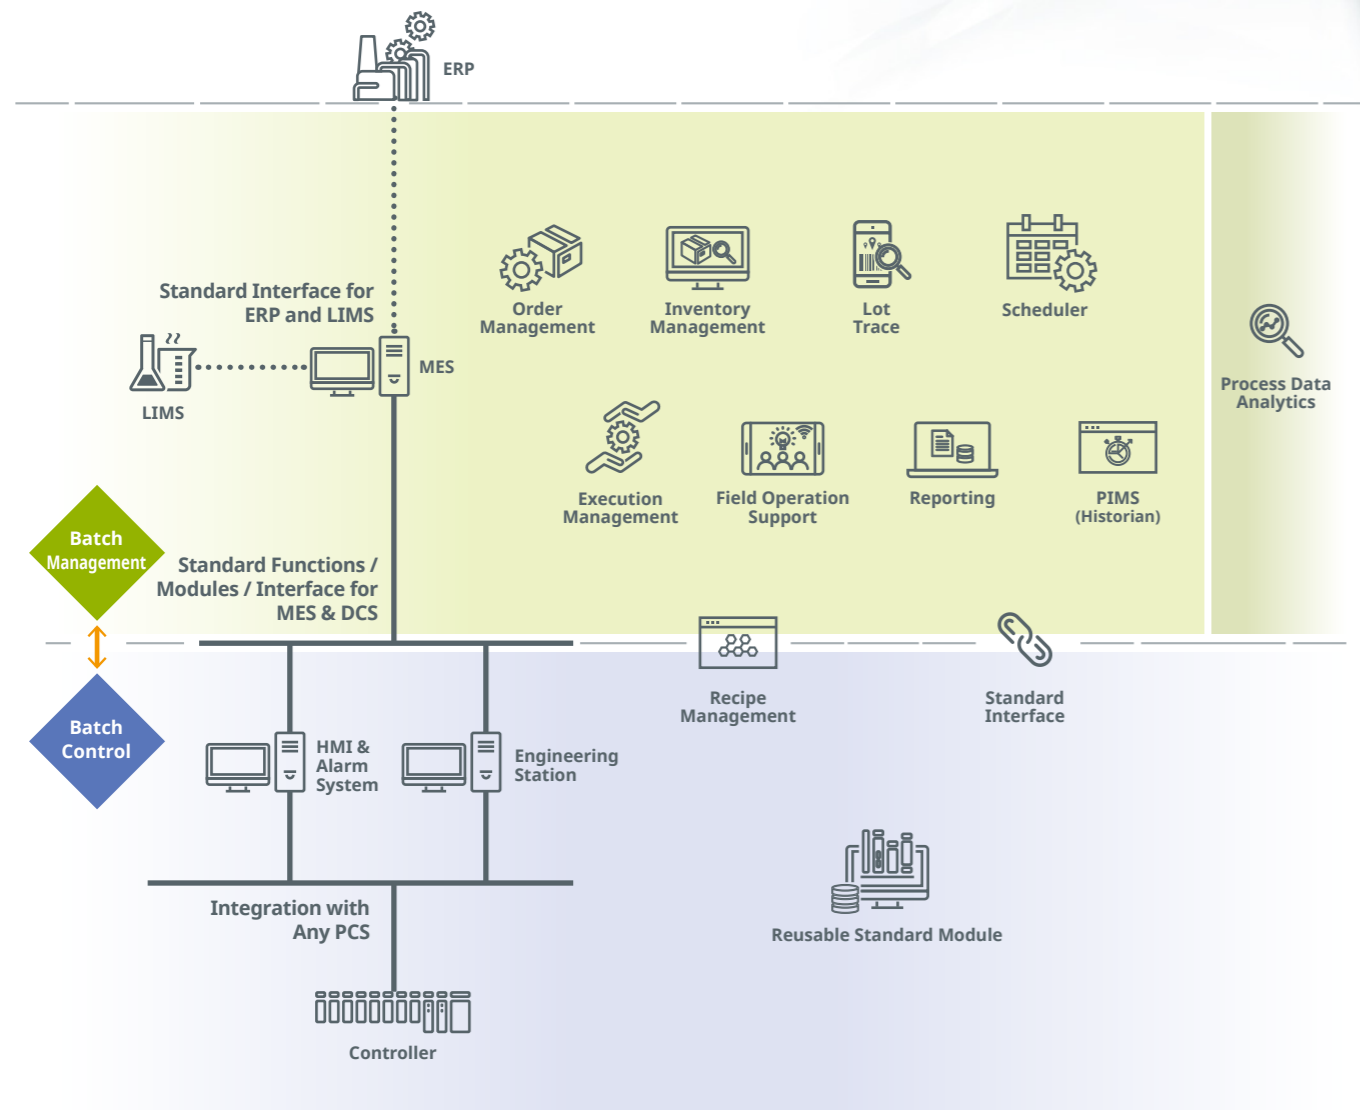 ERP
Standard Interface for
ERP and LIMS
LIMS
MES
Order
Management
Inventory
Management
Lot
Trace
Scheduler
Process Data
Analytics
Execution
Management
Field Operation
Support
Reporting
PIMS
(Historian)
Batch
Management
Standard Functions /
Modules / Interface for
MES & DCS
Recipe
Management
Standard
Interface
Batch
Control
HMI &
Alarm
System
Engineering
Station
Integration with
Any PCS
Reusable Standard Module
Controller